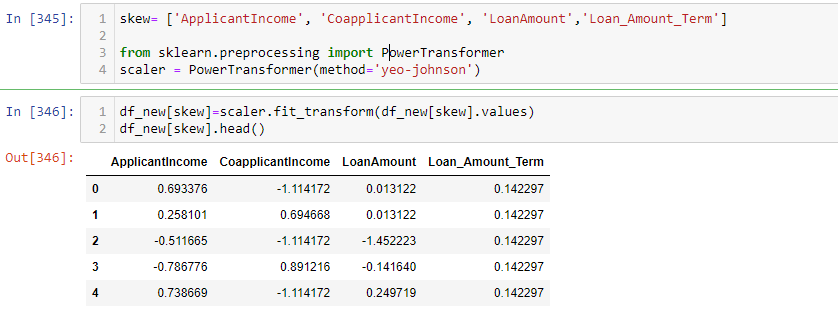 In [345]:
1 skew= ['ApplicantIncome', 'CoapplicantIncome', 'LoanAmount','Loan_Amount_Term']
2
3 from sklearn.preprocessing import PowerTransformer
4 scaler = PowerTransformer(method='yeo-johnson')
In [346]:
1 df_new[skew]=scaler.fit_transform(df_new[skew].values)
2 df_new[skew].head()
Out[346]:
ApplicantIncome CoapplicantIncome LoanAmount Loan_Amount_Term
0 0.693376 -1.114172 0.013122 0.142297
1 0.258101 0.694668 0.013122 0.142297
2 -0.511665 -1.114172 -1.452223 0.142297
3 -0.786776 0.891216 -0.141640 0.142297
4 0.738669 -1.114172 0.249719 0.142297